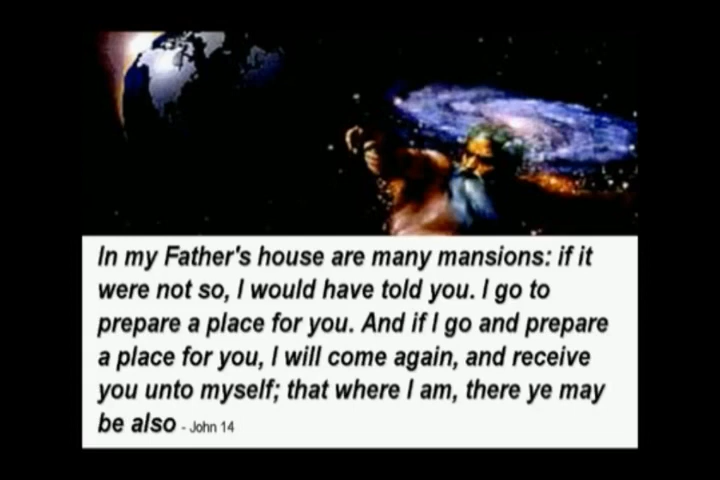 In my Father's house are many mansions: if it
were not so, I would have told you. I go to
prepare a place for you. And if I go and prepare
a place for you, I will come again, and receive
you unto myself; that where I am, there ye may
be also - John 14